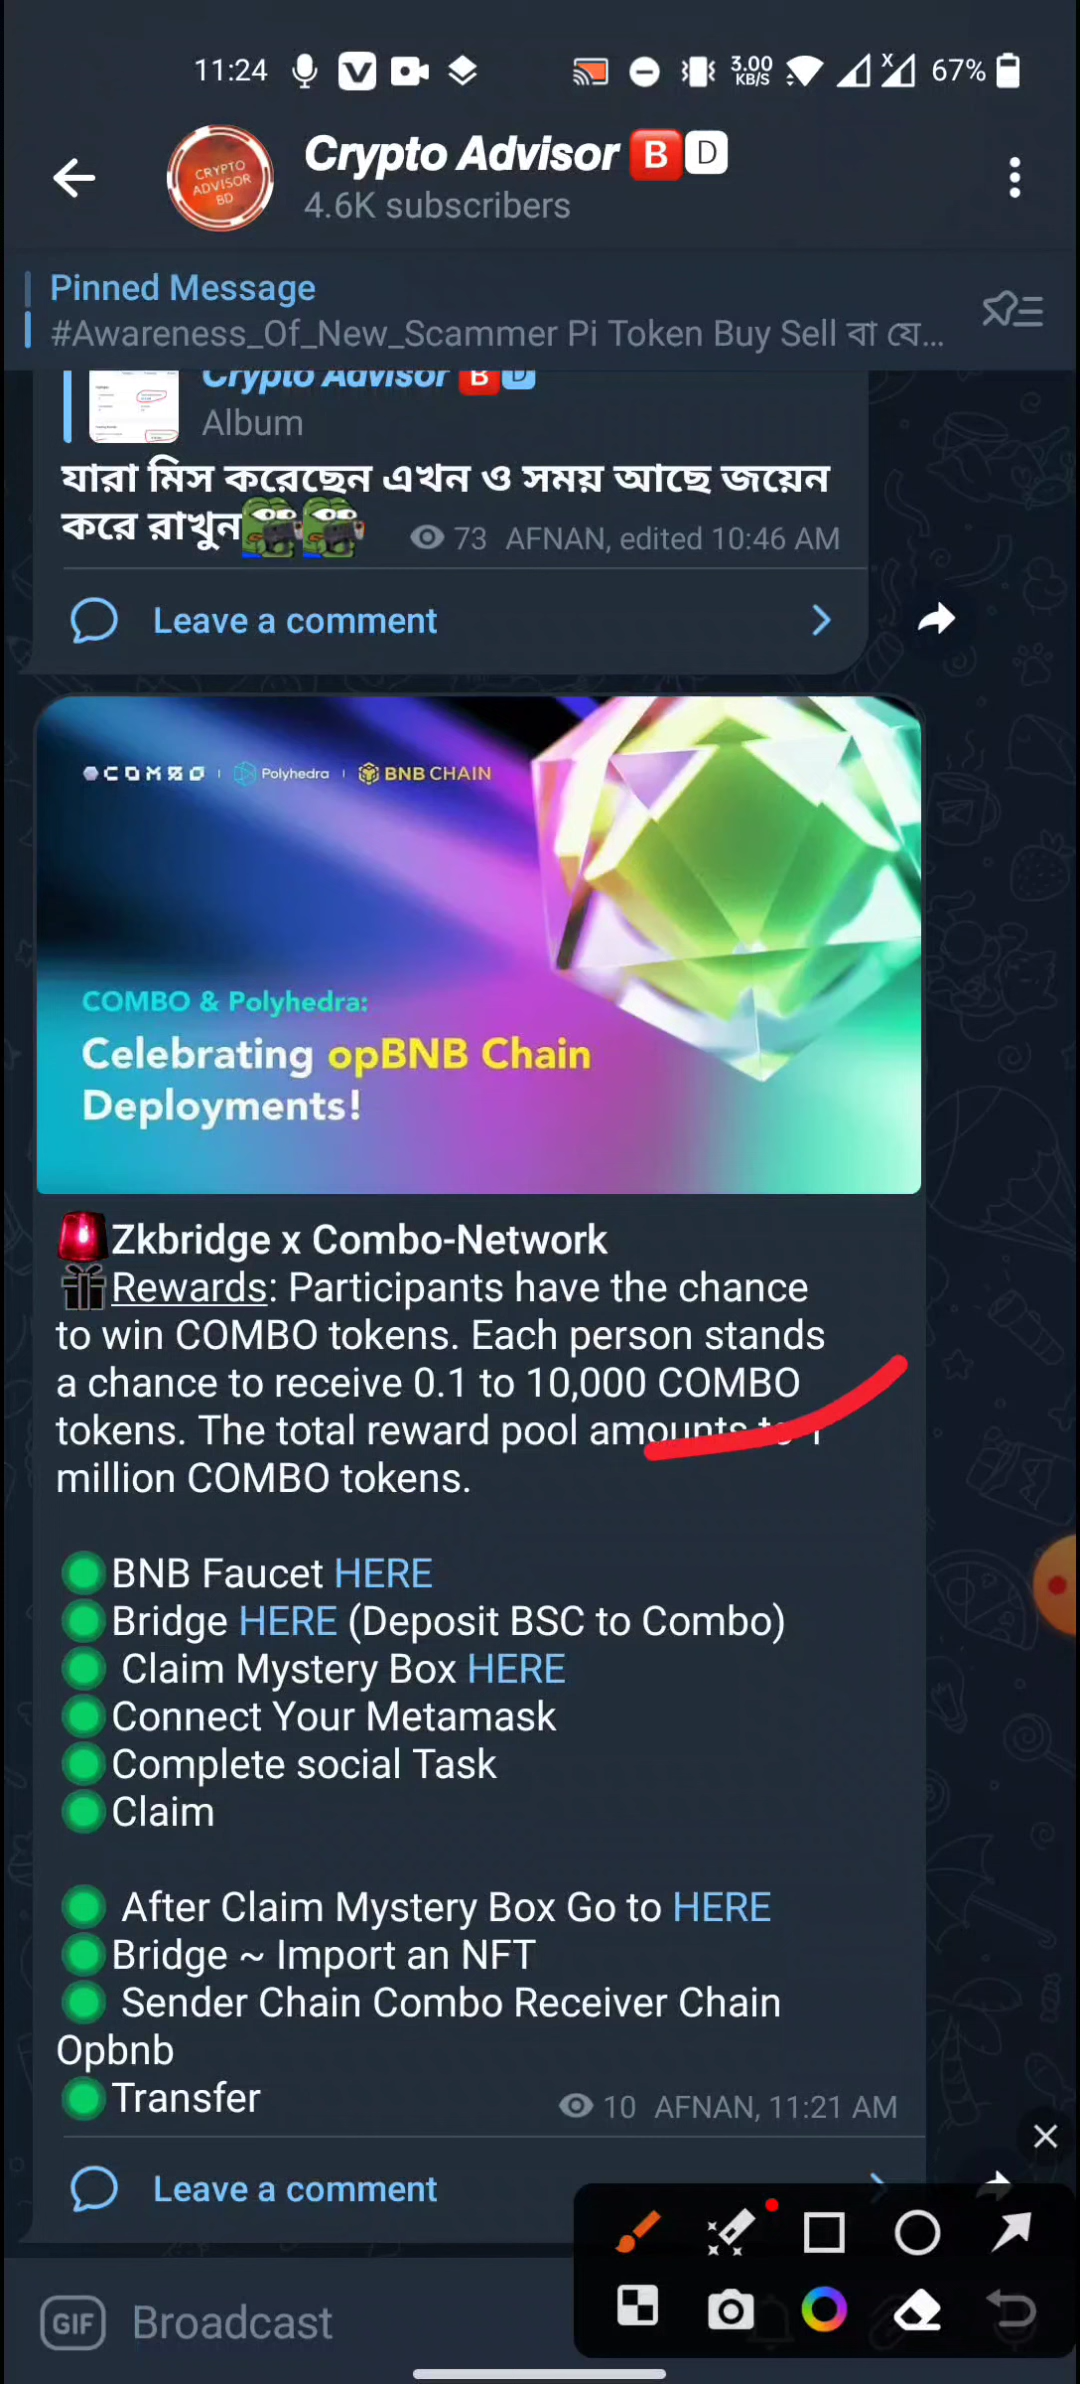 11:24 3.00 KB/S 67%
Crypto Advisor B D
4.6K subscribers
CRYPTO
ADVISOR
BD
Pinned Message
#Awareness_Of_New_Scammer Pi Token Buy Sell বা যে...
Crypto Advisor B D
Album
যারা মিস করেছেন এখন ও সময় আছে জয়েন
করে রাখুন 73 AFNAN, edited 10:46 AM
Leave a comment
COMBO Polyhedra BNB CHAIN
COMBO & Polyhedra:
Celebrating opBNB Chain
Deployments!
Zkbridge x Combo-Network
Rewards: Participants have the chance
to win COMBO tokens. Each person stands
a chance to receive 0.1 to 10,000 COMBO
tokens. The total reward pool amounts to 1
million COMBO tokens.
BNB Faucet HERE
Bridge HERE (Deposit BSC to Combo)
Claim Mystery Box HERE
Connect Your Metamask
Complete social Task
Claim
After Claim Mystery Box Go to HERE
Bridge ~ Import an NFT
Sender Chain Combo Receiver Chain
Opbnb
Transfer 10 AFNAN, 11:21 AM
Leave a comment
GIF Broadcast